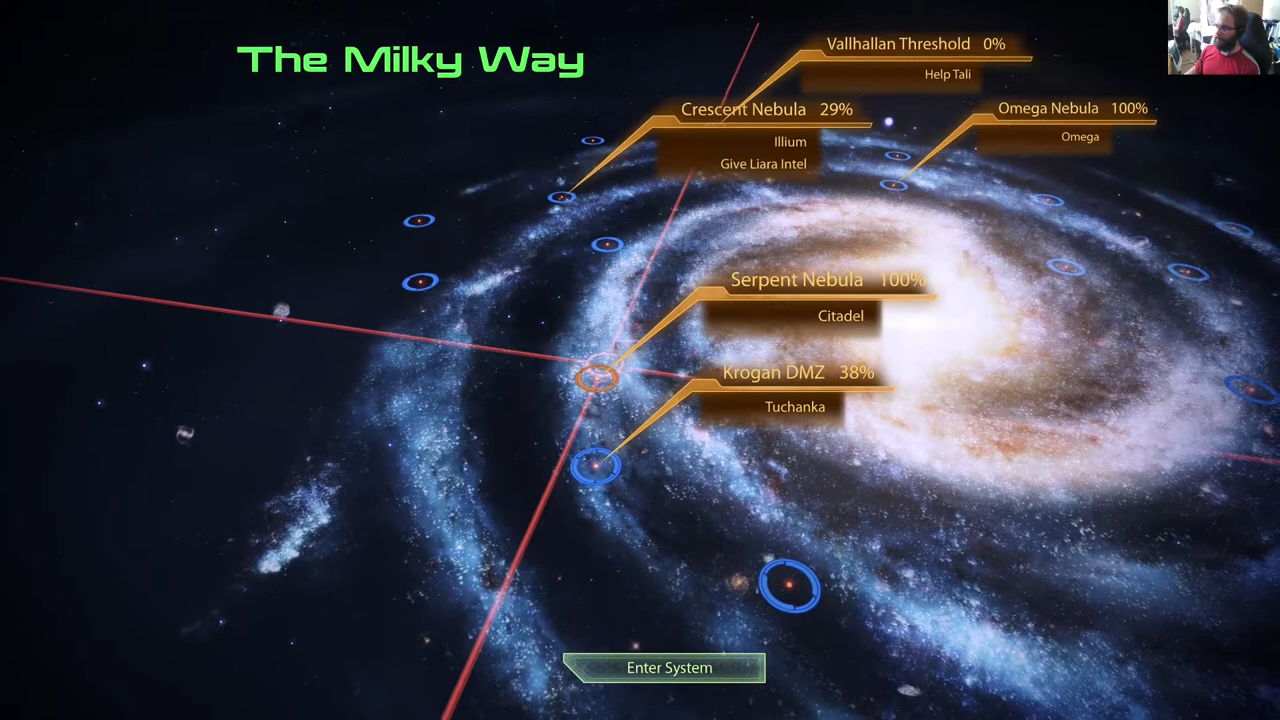 The Milky Way
Vallhallan Threshold 0%
Help Tali
Crescent Nebula 29%
Illium
Give Liara Intel
Omega Nebula 100%
Omega
Serpent Nebula 100%
Citadel
Krogan DMZ 38%
Tuchanka
Enter System